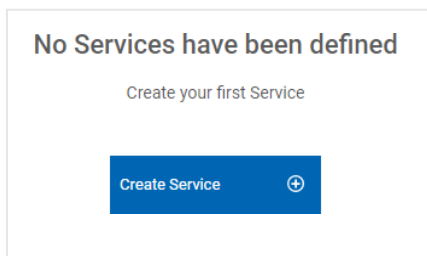 No Services have been defined
Create your first Service
Create Service